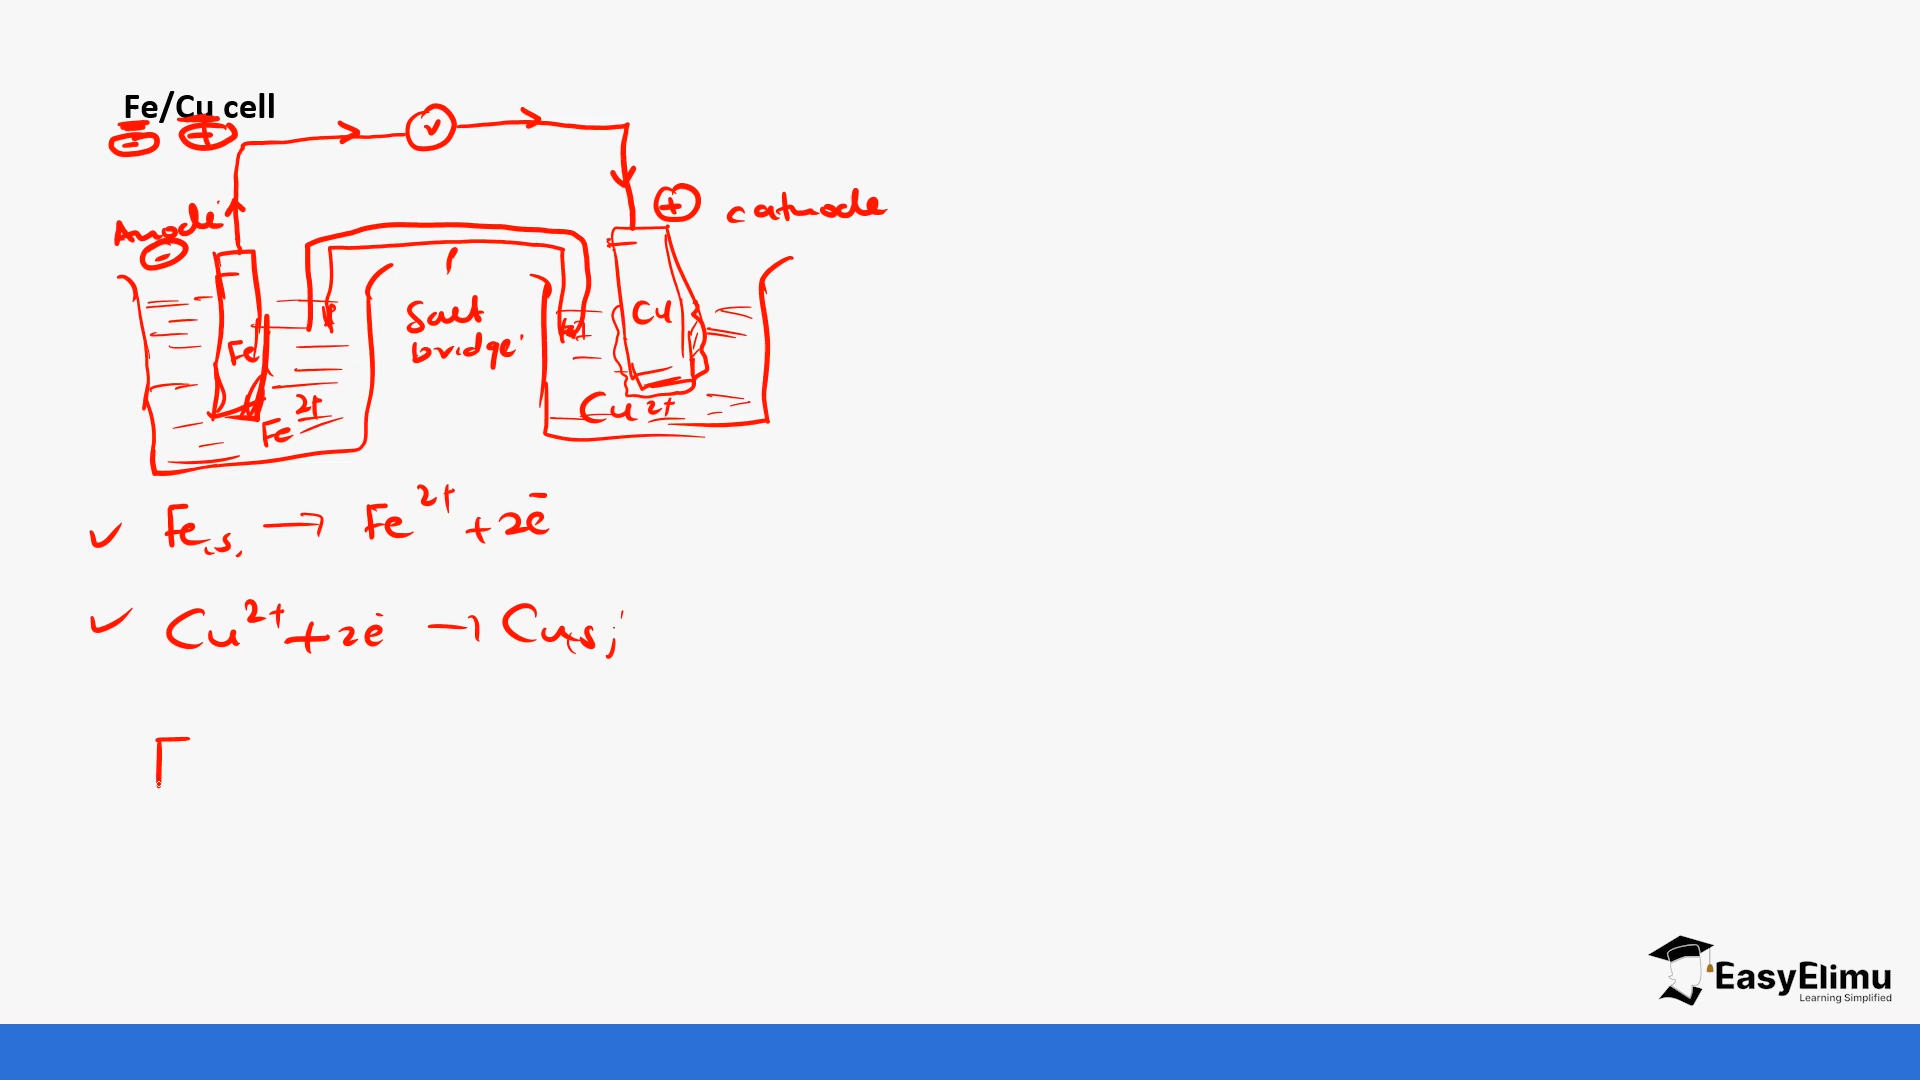 Fe/Cu cell
- +
V
+ cathode
Anode
-
Salt
bridge
Cu
Fe
Cu2+
Fe2+
Fe(s) → Fe2+ + 2e-
Cu2+ + 2e- → Cu(s)
EasyElimu
Learning Simplified